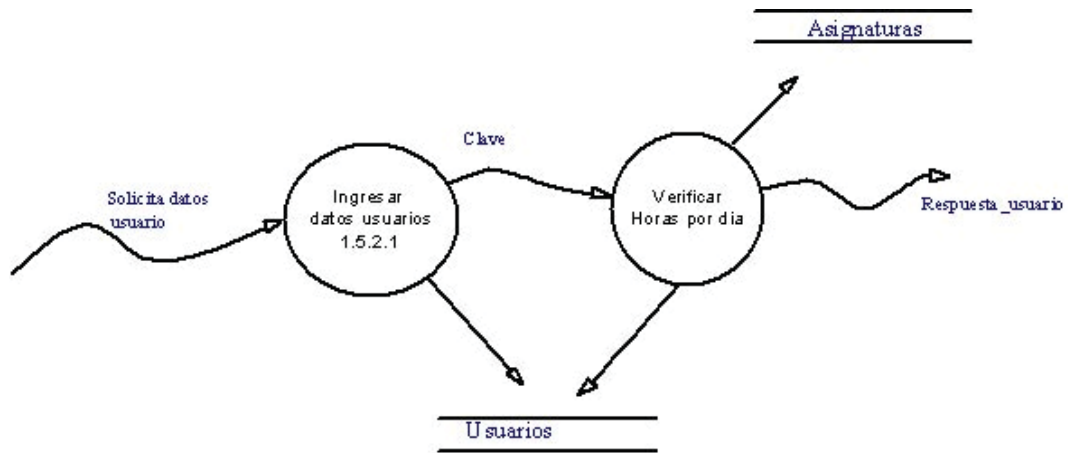 Asignaturas
Clave
Solicita datos
usuario
Ingresar
datos usuarios
1.5.2.1
Verificar
Horas por dia
Respuesta_usuario
Usuarios